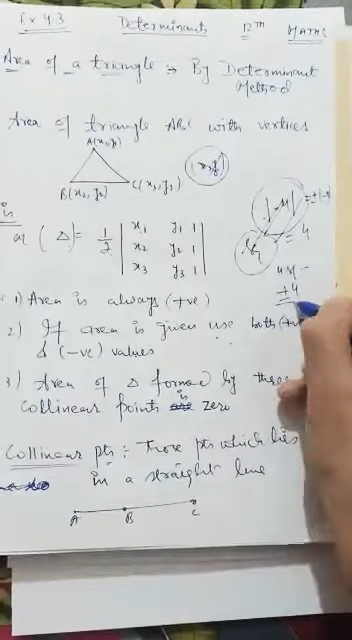 Ex 4.3 Determinants 12th MATHS
Area of a triangle :- By Determinant
Method
Area of triangle ABC with vertices
A(x1,y1)
(x,y)
B(x2, y2) C(x3, y3)
is
ar (Δ) = 1/2 | x1 y1 1 |
| x2 y2 1 |
| x3 y3 1 |
= 4
±4
1) Area is always (+ve)
2) If area is given use both (+ve
& (-ve) values
3) Area of Δ formed by three
collinear points is zero
Collinear pts : Those pts which lies
in a straight line
A B C